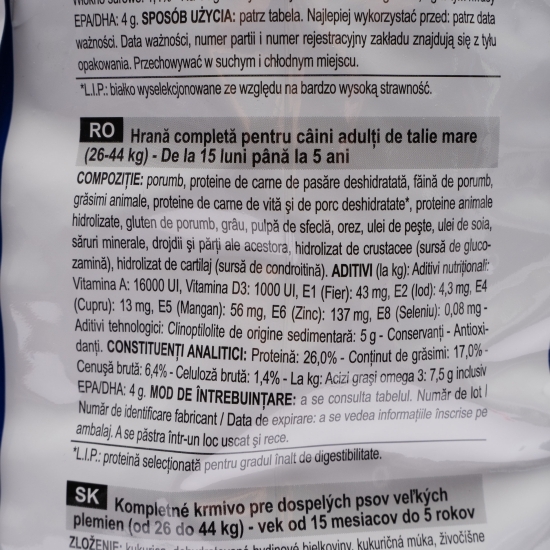 EPA/DHA: 4 g. SPOSÓB UŻYCIA: patrz tabela. Najlepiej wykorzystać przed: patrz data
ważności. Data ważności, numer partii i numer rejestracyjny zakładu znajdują się z tyłu
opakowania. Przechowywać w suchym i chłodnym miejscu.
*L.I.P.: białko wyselekcjonowane ze względu na bardzo wysoką strawność.
RO Hrană completă pentru câini adulți de talie mare
(26-44 kg) - De la 15 luni până la 5 ani
COMPOZIȚIE: porumb, proteine de carne de pasăre deshidratată, făină de porumb,
grăsimi animale, proteine de carne de vită și de porc deshidratate*, proteine animale
hidrolizate, gluten de porumb, grâu, pulpă de sfeclă, orez, ulei de pește, ulei de soia,
săruri minerale, drojdii și părți ale acestora, hidrolizat de crustacee (sursă de gluco-
zamină), hidrolizat de cartilaj (sursă de condroitină). ADITIVI (la kg): Aditivi nutriționali:
Vitamina A: 16000 UI, Vitamina D3: 1000 UI, E1 (Fier): 43 mg, E2 (Iod): 4,3 mg, E4
(Cupru): 13 mg, E5 (Mangan): 56 mg, E6 (Zinc): 137 mg, E8 (Seleniu): 0,08 mg -
Aditivi tehnologici: Clinoptilolite de origine sedimentară: 5 g - Conservanți - Antioxi-
danți. CONSTITUENȚI ANALITICI: Proteină: 26,0% - Conținut de grăsimi: 17,0% -
Cenușă brută: 6,4% - Celuloză brută: 1,4% - La kg: Acizi grași omega 3: 7,5 g inclusiv
EPA/DHA: 4 g. MOD DE ÎNTREBUINȚARE: a se consulta tabelul. Număr de lot /
Număr de identificare fabricant / Data de expirare: a se vedea informațiile înscrise pe
ambalaj. A se păstra într-un loc uscat și rece.
*L.I.P.: proteină selecționată pentru gradul înalt de digestibilitate.
SK Kompletné krmivo pre dospelých psov veľkých
plemien (od 26 do 44 kg) - vek od 15 mesiacov do 5 rokov
ZLOŽENIE: kukurica, dehydrované hydinové bielkoviny, kukuričná múka, živočíšne